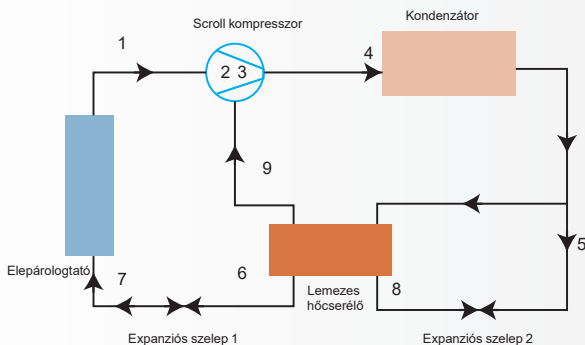 Scroll kompresszor
Kondenzátor
1
2 3
4
9
5
Elepárologtató
7
6
Lemezes
hőcserélő
8
Expanziós szelep 1
Expanziós szelep 2